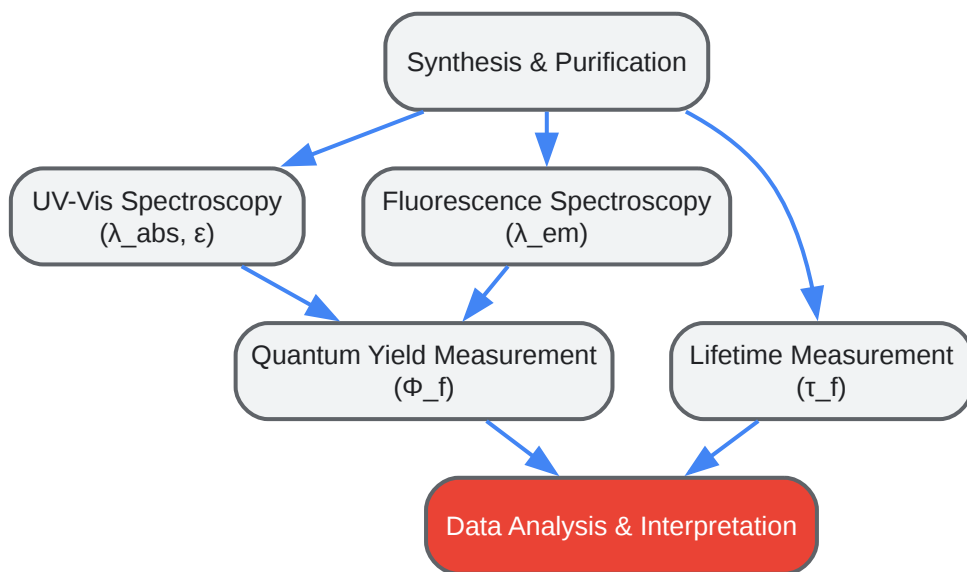 Synthesis & Purification
UV-Vis Spectroscopy
(λ_abs, ε)
Fluorescence Spectroscopy
(λ_em)
Quantum Yield Measurement
(Φ_f)
Lifetime Measurement
(τ_f)
Data Analysis & Interpretation